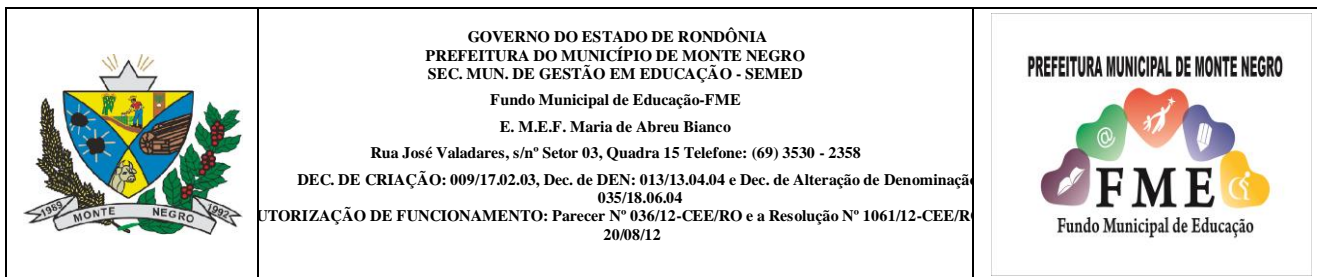 1989 MONTE NEGRO 1992
GOVERNO DO ESTADO DE RONDÔNIA
PREFEITURA DO MUNICÍPIO DE MONTE NEGRO
SEC. MUN. DE GESTÃO EM EDUCAÇÃO - SEMED
Fundo Municipal de Educação-FME
E. M.E.F. Maria de Abreu Bianco
Rua José Valadares, s/nº Setor 03, Quadra 15 Telefone: (69) 3530 - 2358
DEC. DE CRIAÇÃO: 009/17.02.03, Dec. de DEN: 013/13.04.04 e Dec. de Alteração de Denominaçã
035/18.06.04
UTORIZAÇÃO DE FUNCIONAMENTO: Parecer Nº 036/12-CEE/RO e a Resolução Nº 1061/12-CEE/R
20/08/12
PREFEITURA MUNICIPAL DE MONTE NEGRO
@
FME
Fundo Municipal de Educação